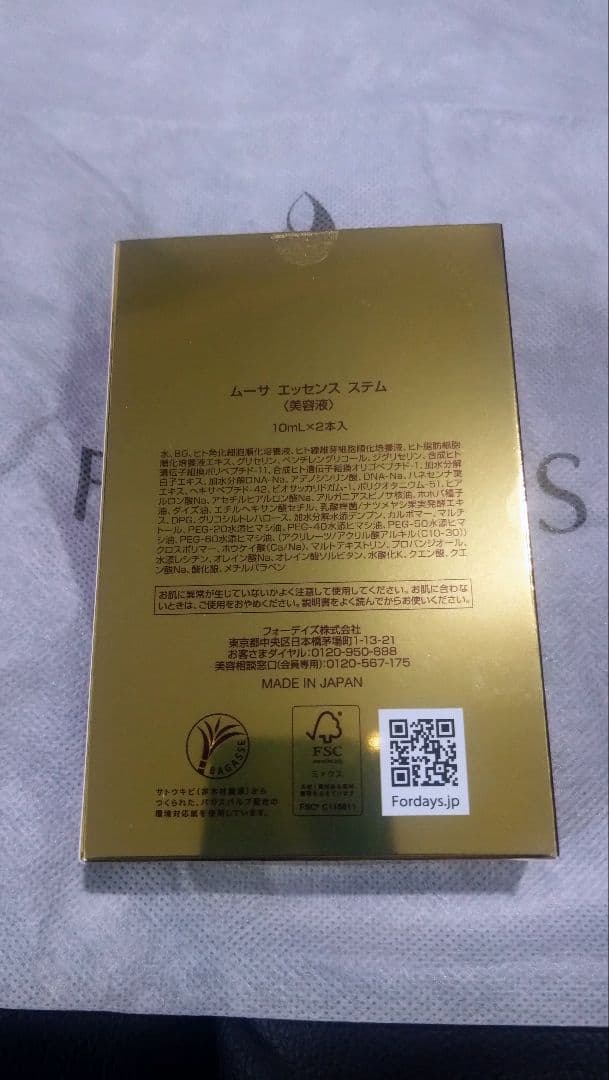 ムーサ エッセンス ステム
〈美容液〉
10mL×2本入
水、BG、ヒト角化細胞順化培養液、ヒト線維芽細胞順化培養液、ヒト脂肪細胞
順化培養液エキス、グリセリン、ペンチレングリコール、ジグリセリン、合成ヒト
遺伝子組換ポリペプチド-11、合成ヒト遺伝子組換オリゴペプチド-1、加水分解
白子エキス、加水分解DNA-Na、アデノシンリン酸、DNA-Na、ハネセンナ葉
エキス、ヘキサペプチド-42、ビオサッカリドガム-1、ポリクオタニウム-51、ヒア
ルロン酸Na、アセチルヒアルロン酸Na、アルガニアスピノサ核油、ホホバ種子
油、ダイズ油、エチルヘキサン酸セチル、乳酸桿菌/ナツメヤシ果実発酵エキ
ス、DPG、グリコシルトレハロース、加水分解水添デンプン、カルボマー、マルチ
トール、PEG-20水添ヒマシ油、PEG-40水添ヒマシ油、PEG-50水添ヒマ
シ油、PEG-60水添ヒマシ油、(アクリレーツ/アクリル酸アルキル(C10-30))
クロスポリマー、ホウケイ酸(Ca/Na)、マルトデキストリン、プロパンジオール、
水添レシチン、オレイン酸Na、オレイン酸ソルビタン、水酸化K、クエン酸、クエ
ン酸Na、酸化銀、メチルパラベン
お肌に異常が生じていないかよく注意して使用してください。お肌に合わな
いときは、ご使用をおやめください。説明書をよく読んでからお使いください。
フォーデイズ株式会社
東京都中央区日本橋茅場町1-13-21
お客さまダイヤル:0120-950-888
美容相談窓口(会員専用):0120-567-175
MADE IN JAPAN
BAGASSE
サトウキビ(非木材資源)から
つくられた、バガスパルプ配合の
環境対応紙を使用しています。
FSC
ミックス
FSC® C115811
Fordays.jp
F
S